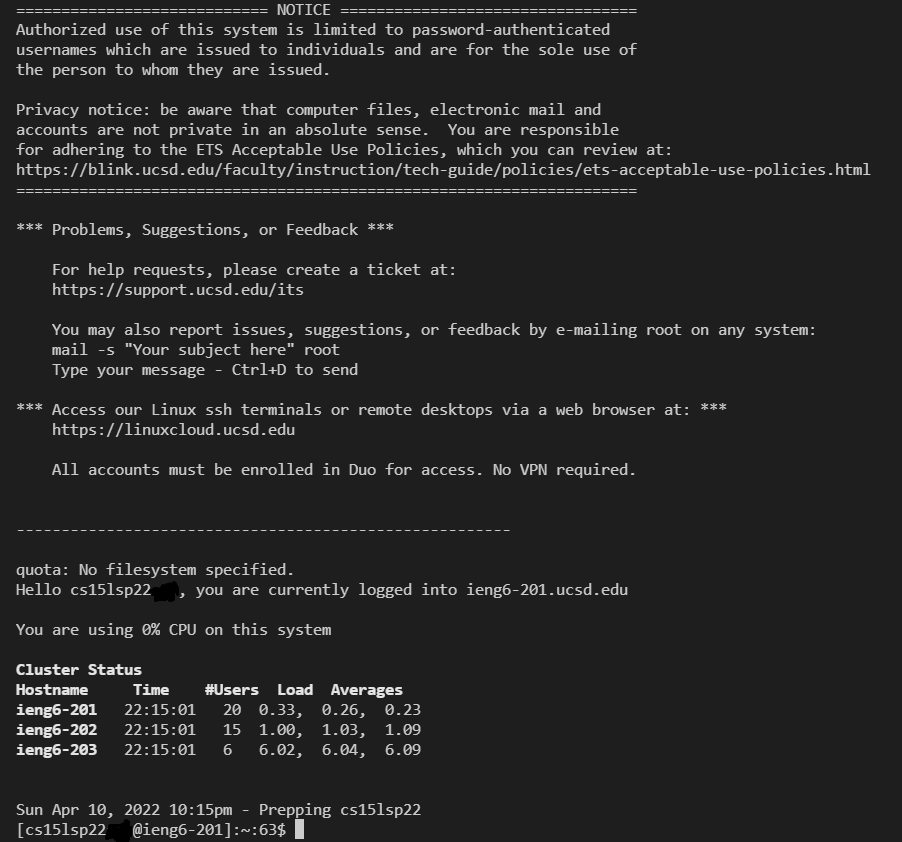 ============================ NOTICE =================================
Authorized use of this system is limited to password-authenticated
usernames which are issued to individuals and are for the sole use of
the person to whom they are issued.
Privacy notice: be aware that computer files, electronic mail and
accounts are not private in an absolute sense.  You are responsible
for adhering to the ETS Acceptable Use Policies, which you can review at:
https://blink.ucsd.edu/faculty/instruction/tech-guide/policies/ets-acceptable-use-policies.html
=====================================================================
*** Problems, Suggestions, or Feedback ***
    For help requests, please create a ticket at:
    https://support.ucsd.edu/its
    You may also report issues, suggestions, or feedback by e-mailing root on any system:
    mail -s "Your subject here" root
    Type your message - Ctrl+D to send
*** Access our Linux ssh terminals or remote desktops via a web browser at: ***
    https://linuxcloud.ucsd.edu
    All accounts must be enrolled in Duo for access. No VPN required.
-------------------------------------------------------
quota: No filesystem specified.
Hello cs15lsp22   , you are currently logged into ieng6-201.ucsd.edu
You are using 0% CPU on this system
Cluster Status
Hostname     Time    #Users  Load  Averages
ieng6-201   22:15:01   20  0.33,  0.26,  0.23
ieng6-202   22:15:01   15  1.00,  1.03,  1.09
ieng6-203   22:15:01   6   6.02,  6.04,  6.09
Sun Apr 10, 2022 10:15pm - Prepping cs15lsp22
[cs15lsp22   @ieng6-201]:~:63$